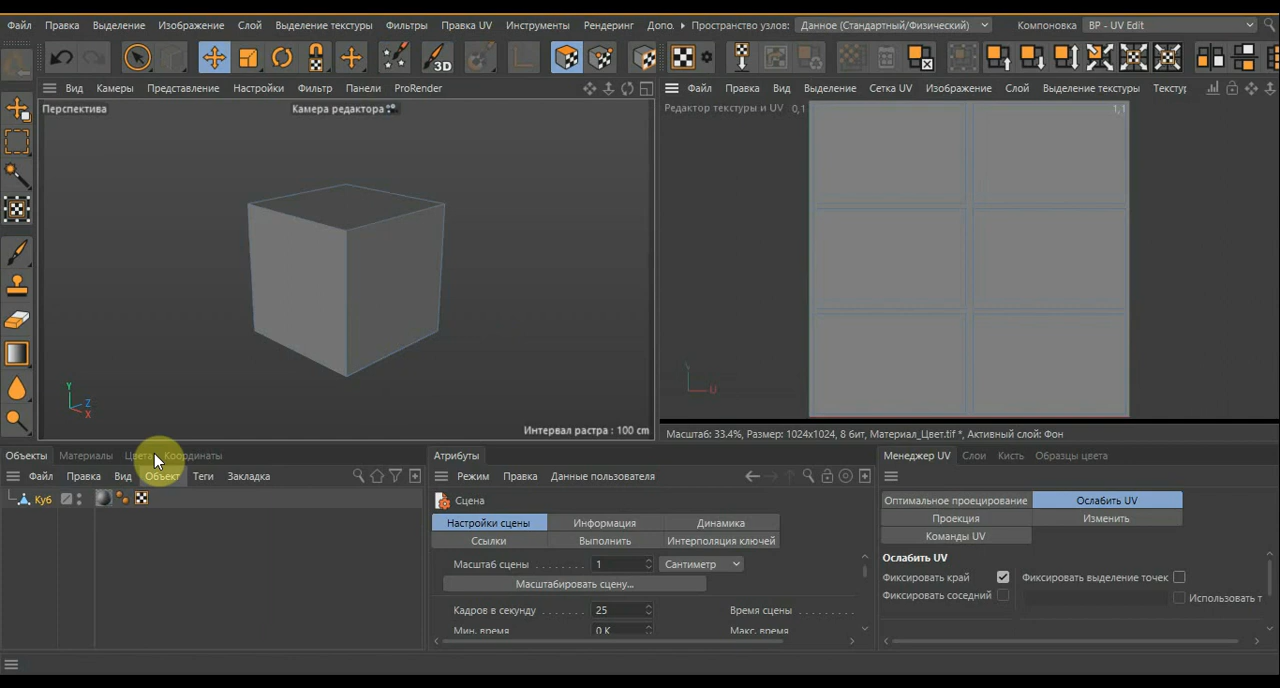 Файл Правка Выделение Изображение Слой Выделение текстуры Фильтры Правка UV Инструменты Рендеринг Допо. Пространство узлов: Данное (Стандартный/Физический) Компоновка BP - UV Edit
3D
Вид Камеры Представление Настройки Фильтр Панели ProRender
Файл Правка Вид Выделение Сетка UV Изображение Слой Выделение текстуры Текстур
Перспектива Камера редактора
Редактор текстуры и UV 0,1 1,1
Y
Z
X
U
Интервал растра : 100 cm
Масштаб: 33.4%, Размер: 1024x1024, 8 бит, Материал_Цвет.tif *, Активный слой: Фон
Объекты Материалы Цвета Координаты
Файл Правка Вид Объект Теги Закладка
Куб
Атрибуты
Режим Правка Данные пользователя
Сцена
Настройки сцены Информация Динамика
Ссылки Выполнить Интерполяция ключей
Масштаб сцены . . . . . . . . 1 Сантиметр
Масштабировать сцену...
Кадров в секунду . . . . . . . 25 Время сцены . . . . . . . . .
Мин. время 0 K Макс. время
Менеджер UV Слои Кисть Образцы цвета
Оптимальное проецирование Ослабить UV
Проекция Изменить
Команды UV
Ослабить UV
Фиксировать край Фиксировать выделение точек
Фиксировать соседний Использовать т